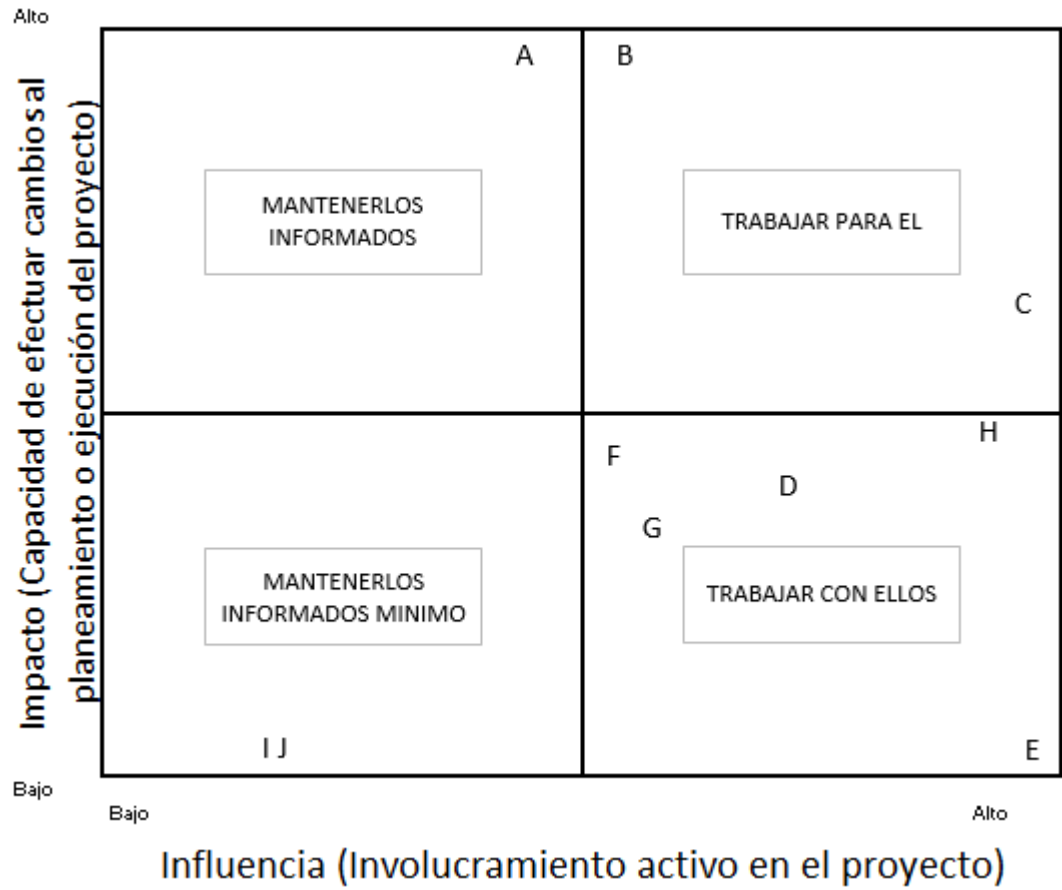 Alto
Impacto (Capacidad de efectuar cambios al
planeamiento o ejecución del proyecto)
A
B
MANTENERLOS
INFORMADOS
TRABAJAR PARA EL
C
H
F
D
G
MANTENERLOS
INFORMADOS MINIMO
TRABAJAR CON ELLOS
I J
E
Bajo
Bajo
Alto
Influencia (Involucramiento activo en el proyecto)